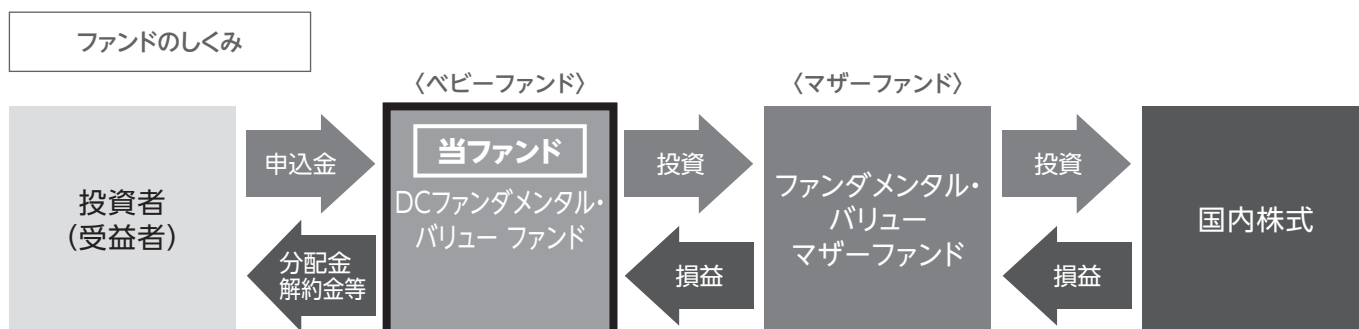 ファンドのしくみ
〈ベビーファンド〉
〈マザーファンド〉
投資者
(受益者)
申込金
分配金
解約金等
当ファンド
DCファンダメンタル・
バリュー ファンド
投資
損益
ファンダメンタル・
バリュー
マザーファンド
投資
損益
国内株式